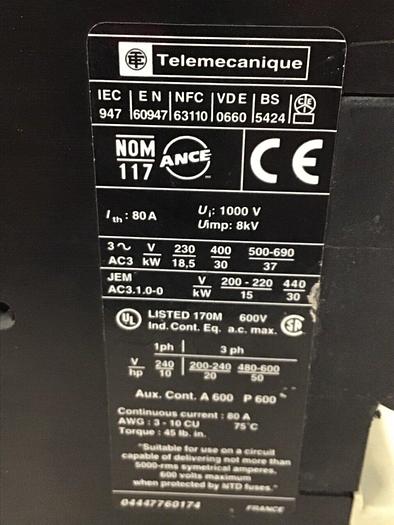 Telemecanique
IEC 947 | EN 60947 | NFC 63110 | VDE 0660 | BS 5424
NOM 117 ANCE CE
Ith : 80A Ui: 1000 V
Uimp: 8kV
3~ V 230 400 500-690
AC3 kW 18,5 30 37
JEM V 200 - 220 440
AC3.1.0-0 kW 15 30
UL LISTED 170M 600V
Ind. Cont. Eq. a.c. max.
1ph 3 ph
V 240 200-240 480-600
hp 10 20 50
Aux. Cont. A 600 P 600
Continuous current : 80 A
AWG : 3 - 10 CU 75°C
Torque : 45 lb. in.
"Suitable for use on a circuit
capable of delivering not more than
5000-rms symetrical amperes.
600 volts maximum
when protected by NTD fuses."
04447760174 FRANCE